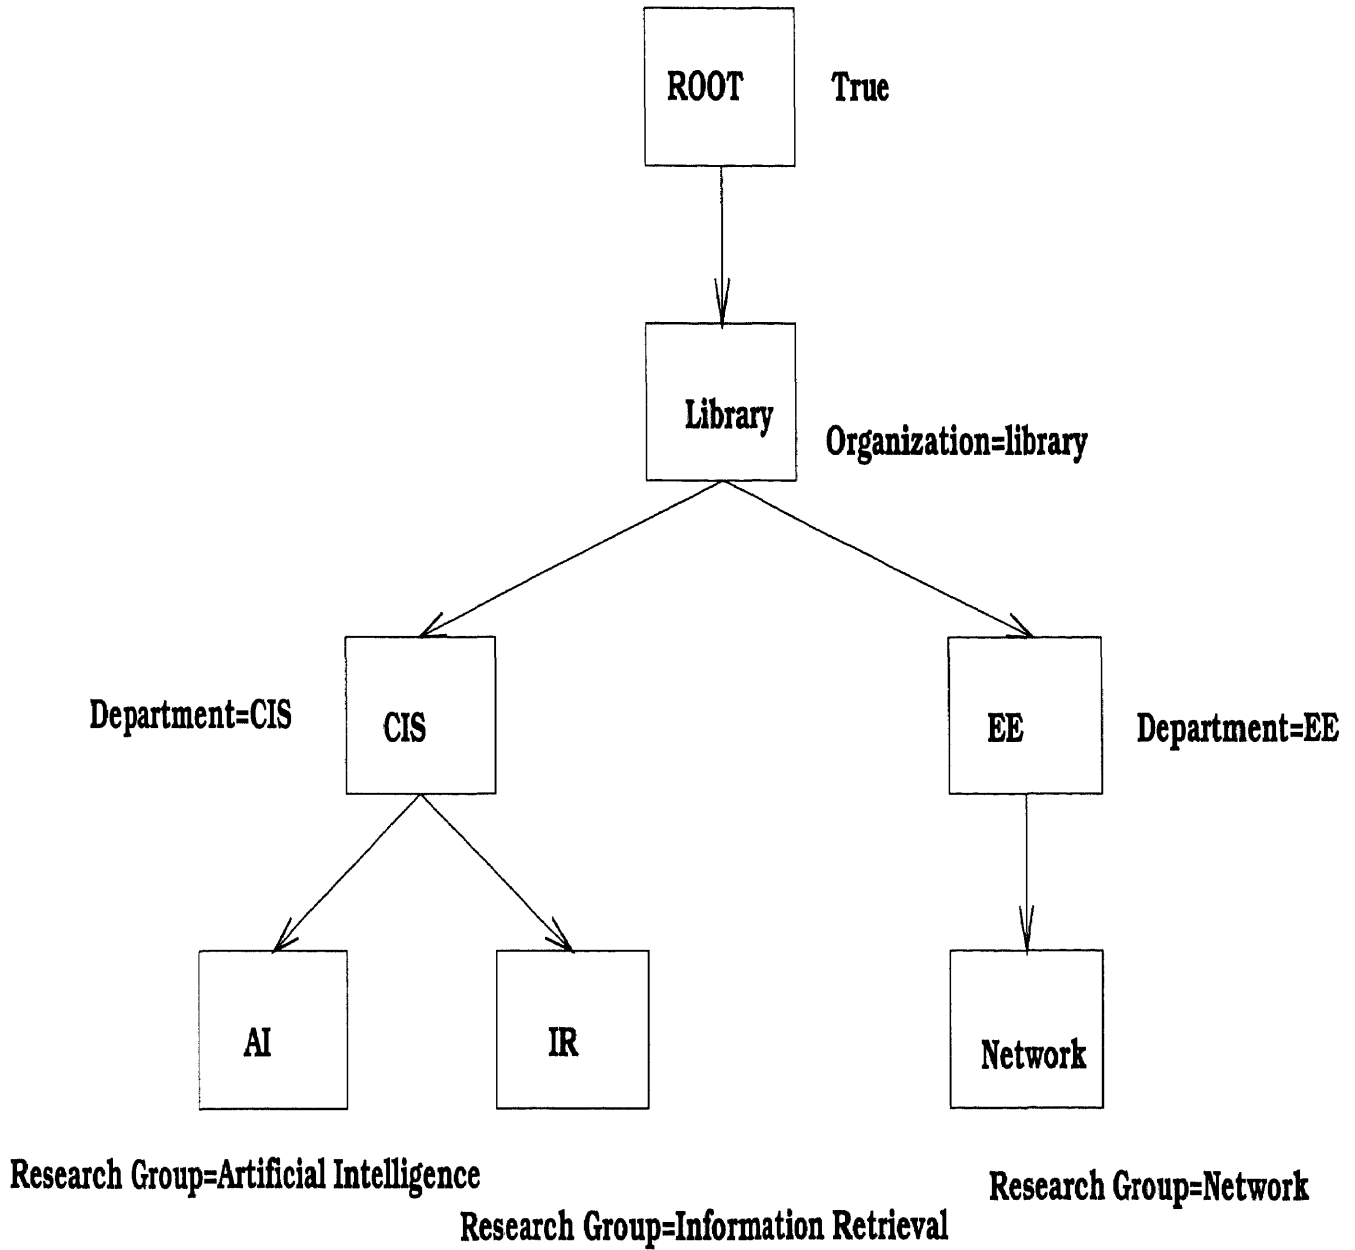 ROOT
True
Library
Organization=library
Department=CIS
CIS
EE
Department=EE
AI
IR
Network
Research Group=Artificial Intelligence
Research Group=Network
Research Group=Information Retrieval